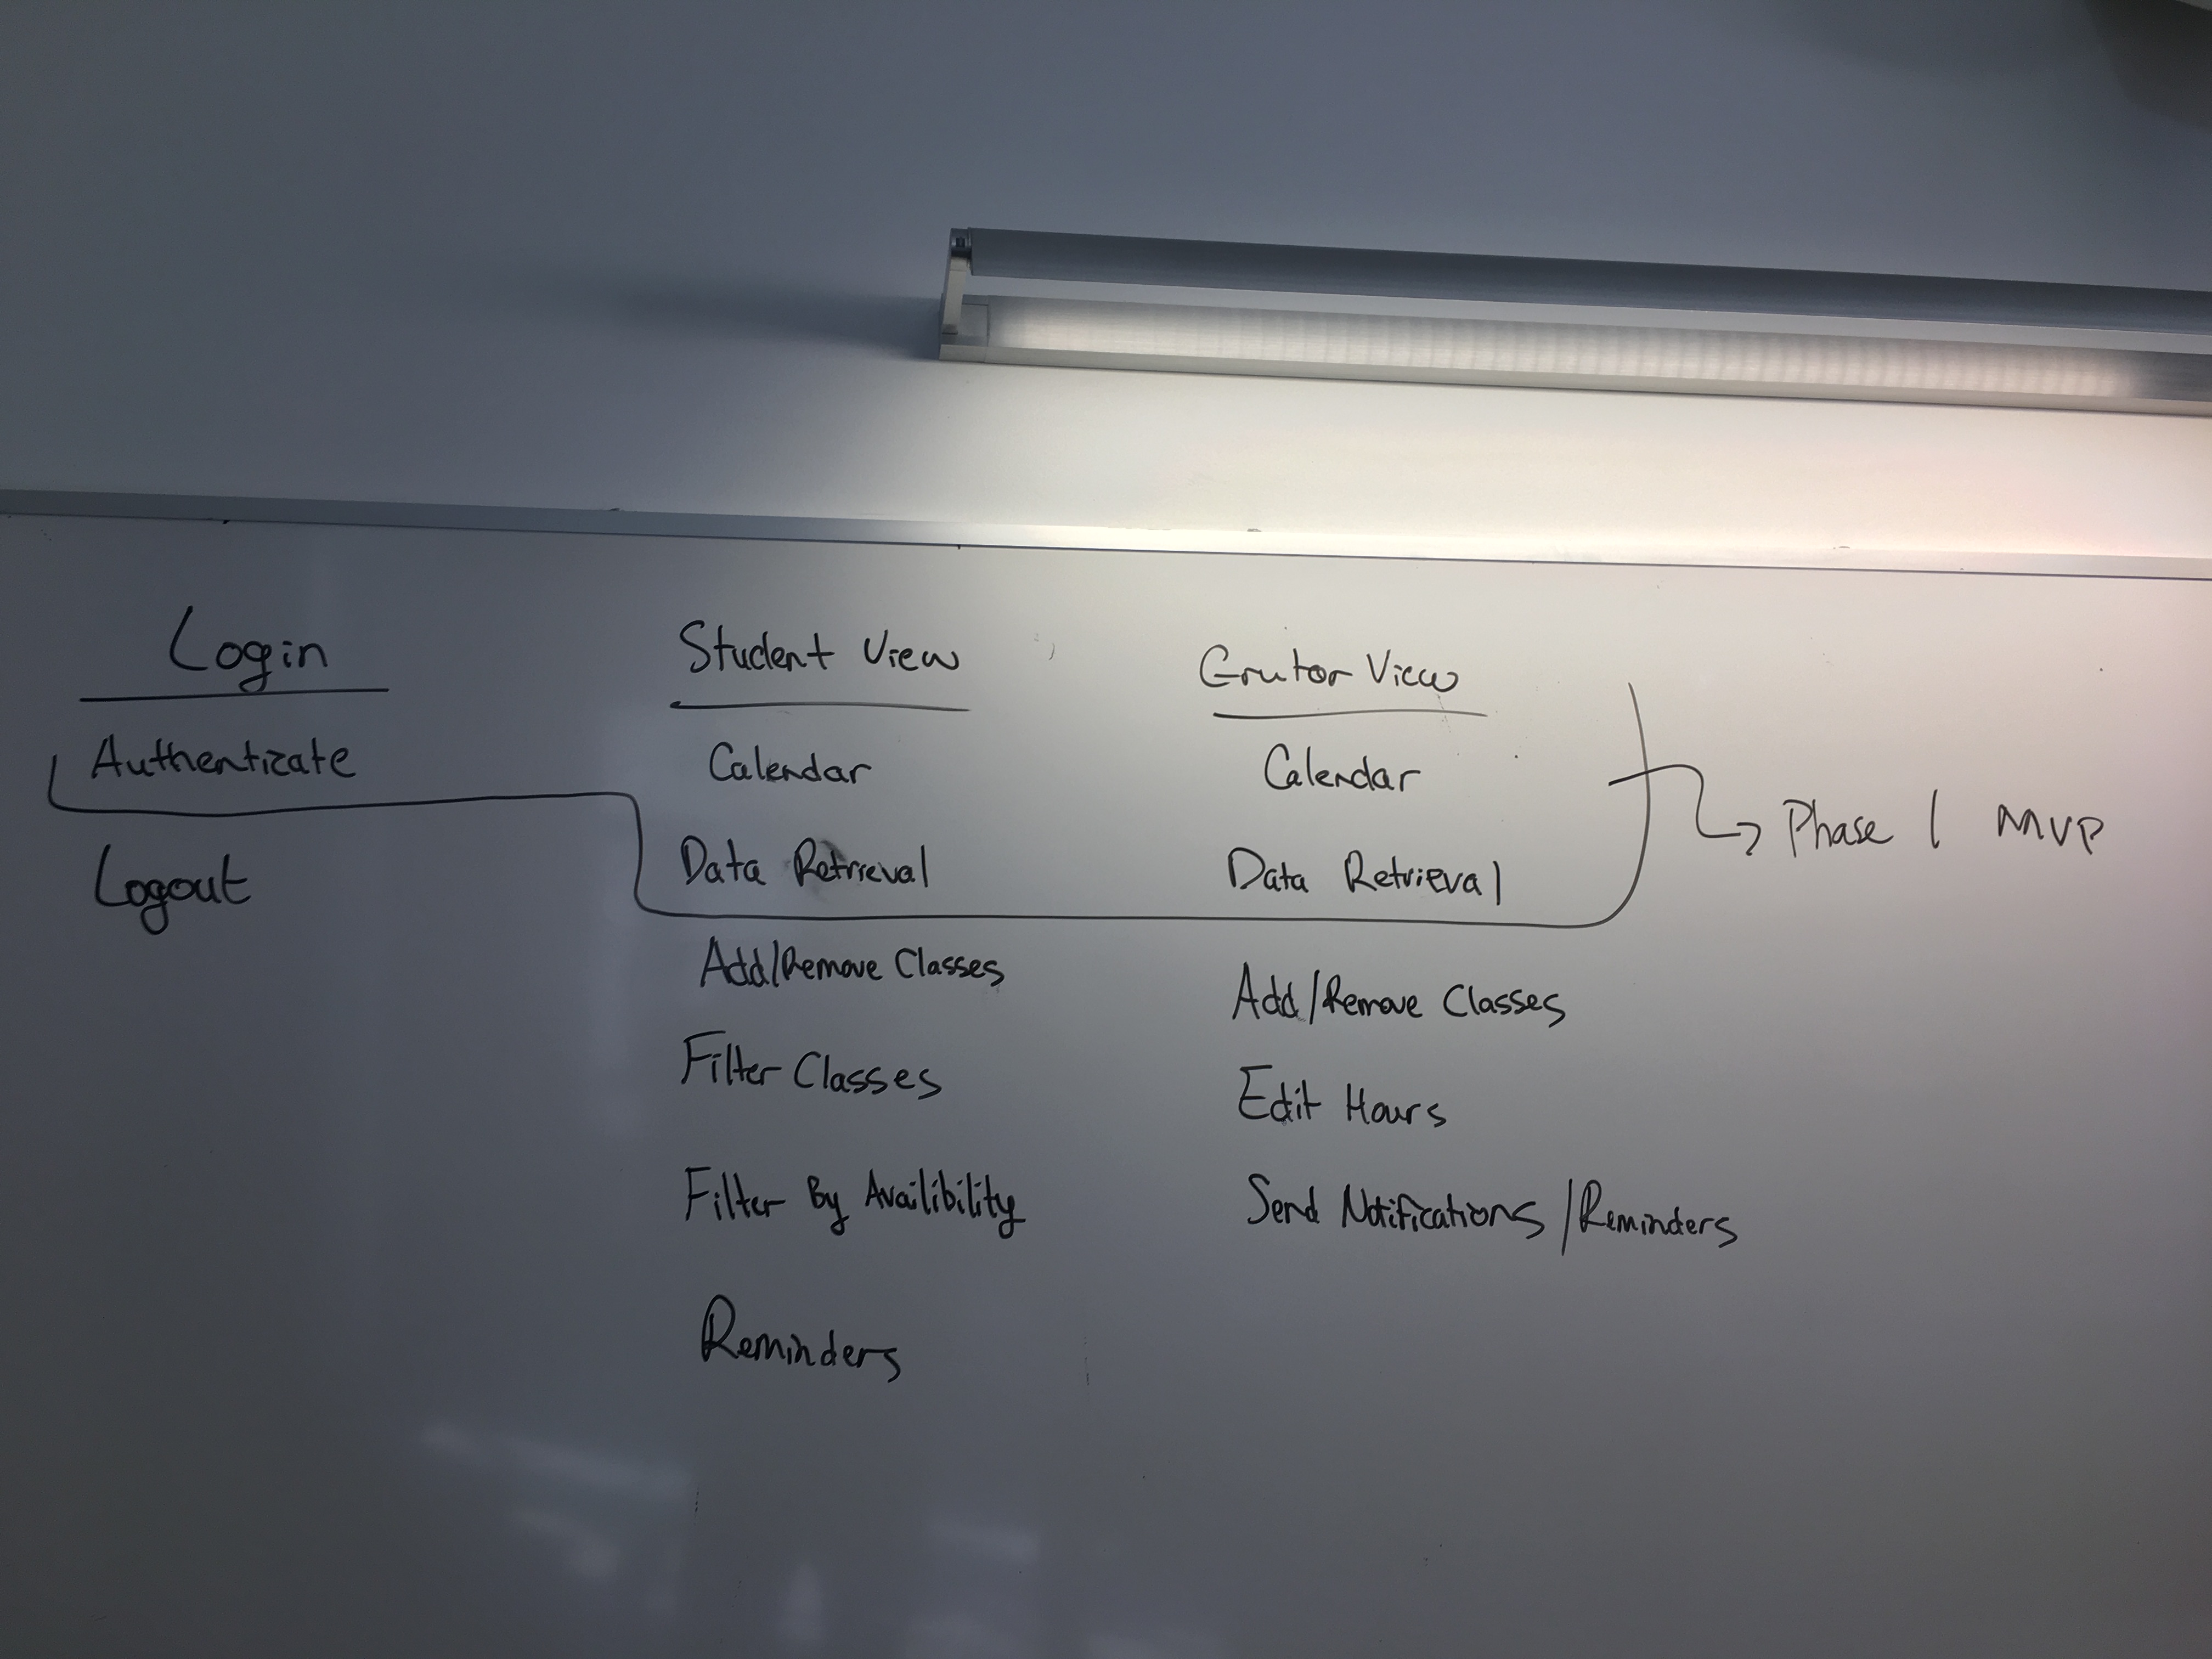 Login
Authenticate
Logout
Student View
Calendar
Data Retrieval
Add/Remove Classes
Filter Classes
Filter By Availibility
Reminders
Grutor View
Calendar
Data Retrieval
Add/Remove Classes
Edit Hours
Send Notifications/Reminders
Phase 1 MVP